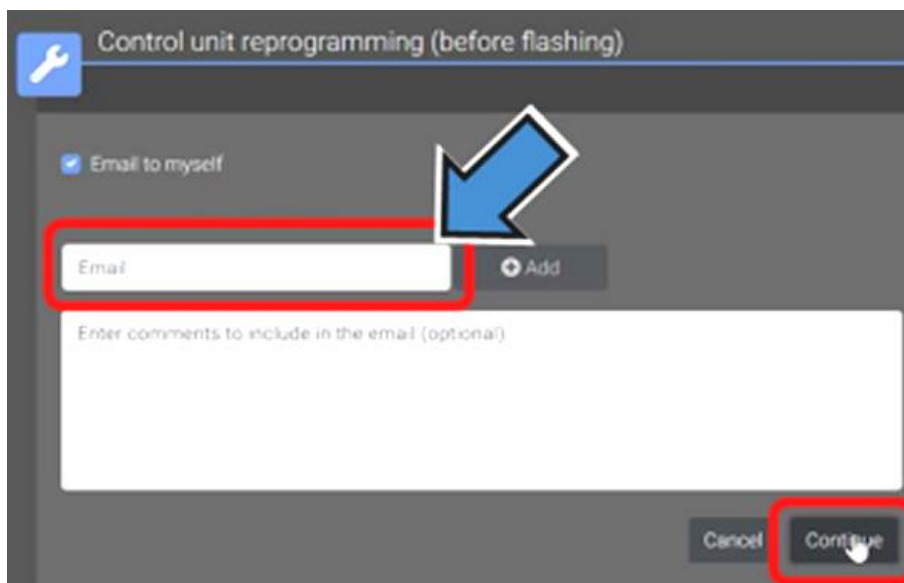 Control unit reprogramming (before flashing)
Email to myself
Email
Add
Enter comments to include in the email (optional)
Cancel
Continue